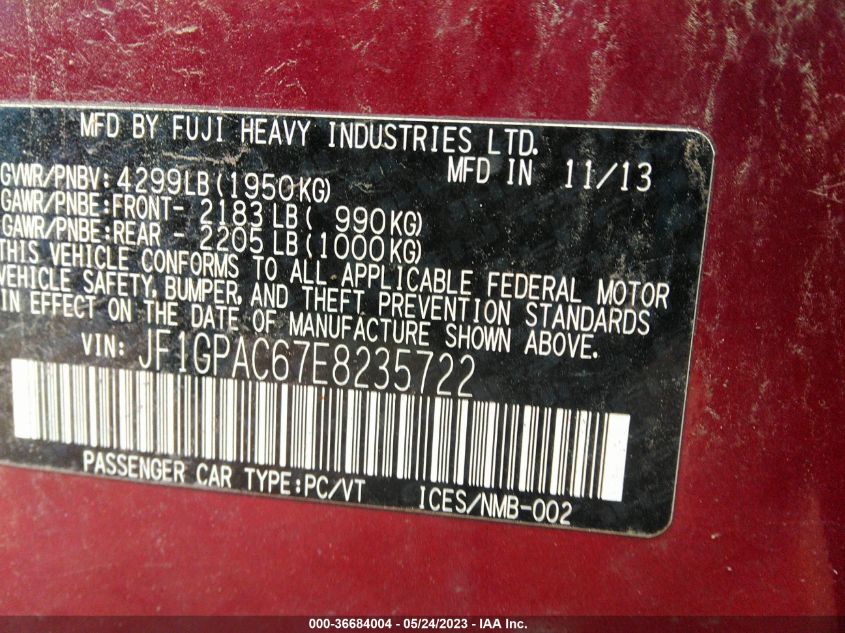 MFD BY FUJI HEAVY INDUSTRIES LTD.
MFD IN 11/13
GVWR/PNBV: 4299LB(1950KG)
GAWR/PNBE:FRONT- 2183LB( 990KG)
GAWR/PNBE:REAR - 2205LB(1000KG)
THIS VEHICLE CONFORMS TO ALL APPLICABLE FEDERAL MOTOR
VEHICLE SAFETY, BUMPER, AND THEFT PREVENTION STANDARDS
IN EFFECT ON THE DATE OF MANUFACTURE SHOWN ABOVE.
VIN: JF1GPAC67E8235722
PASSENGER CAR TYPE:PC/VT ICES/NMB-002
000-36684004 - 05/24/2023 - IAA Inc.